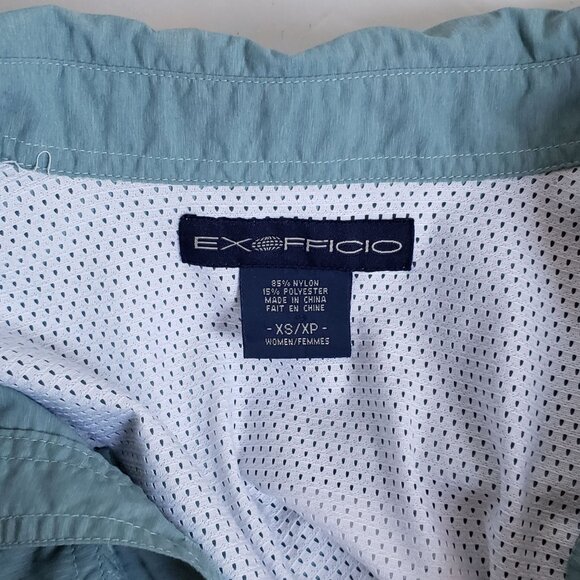 EXOFFICIO
85% NYLON
15% POLYESTER
MADE IN CHINA
FAIT EN CHINE
- XS/XP -
WOMEN/FEMMES